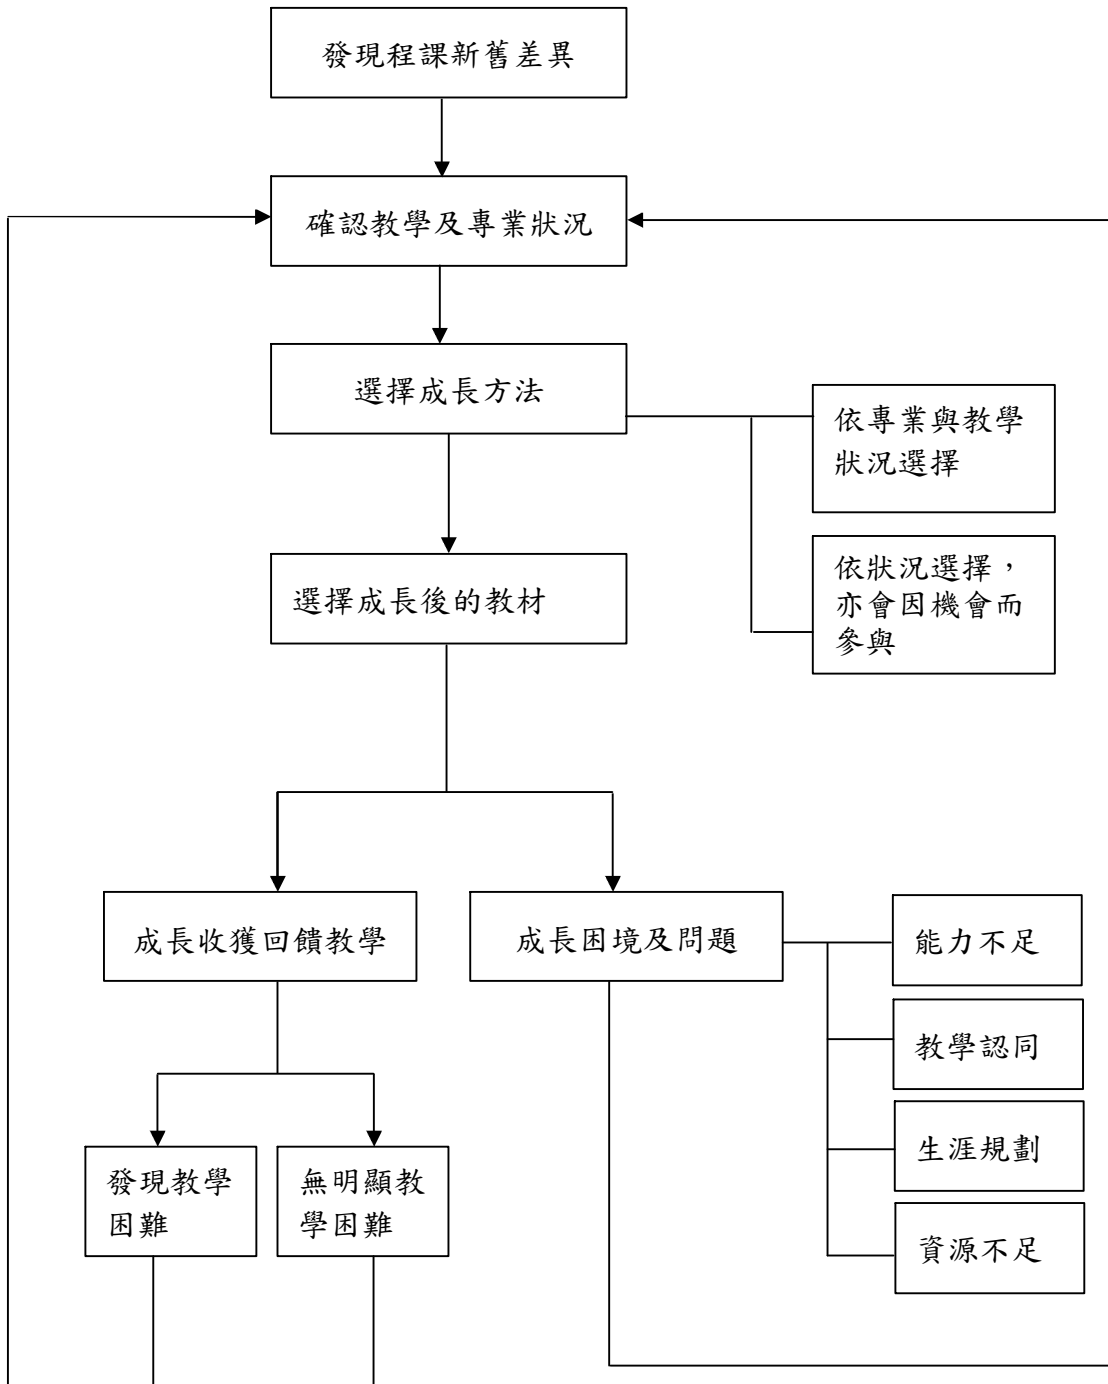 發現程課新舊差異
確認教學及專業狀況
選擇成長方法
依專業與教學
狀況選擇
依狀況選擇，
亦會因機會而
參與
選擇成長後的教材
成長收獲回饋教學
成長困境及問題
能力不足
教學認同
生涯規劃
資源不足
發現教學
困難
無明顯教
學困難